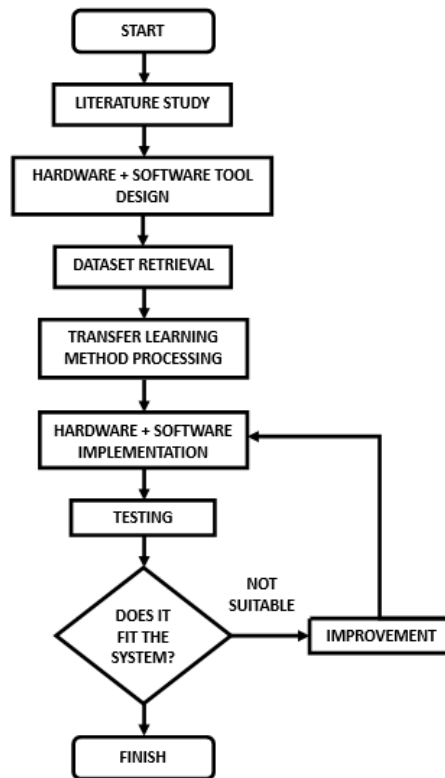 START
LITERATURE STUDY
HARDWARE + SOFTWARE TOOL
DESIGN
DATASET RETRIEVAL
TRANSFER LEARNING
METHOD PROCESSING
HARDWARE + SOFTWARE
IMPLEMENTATION
TESTING
DOES IT
FIT THE
SYSTEM?
NOT
SUITABLE
IMPROVEMENT
FINISH